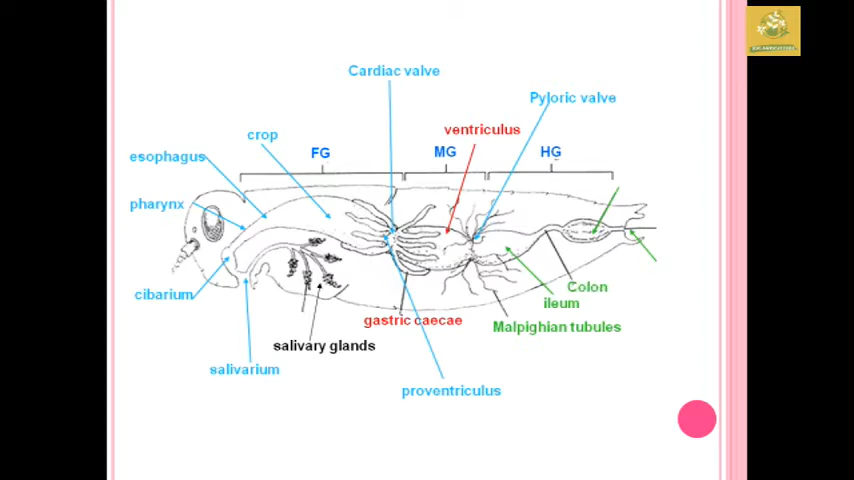 Cardiac valve
Pyloric valve
ventriculus
crop
FG
MG
HG
esophagus
pharynx
cibarium
Colon
ileum
gastric caecae
Malpighian tubules
salivary glands
salivarium
proventriculus